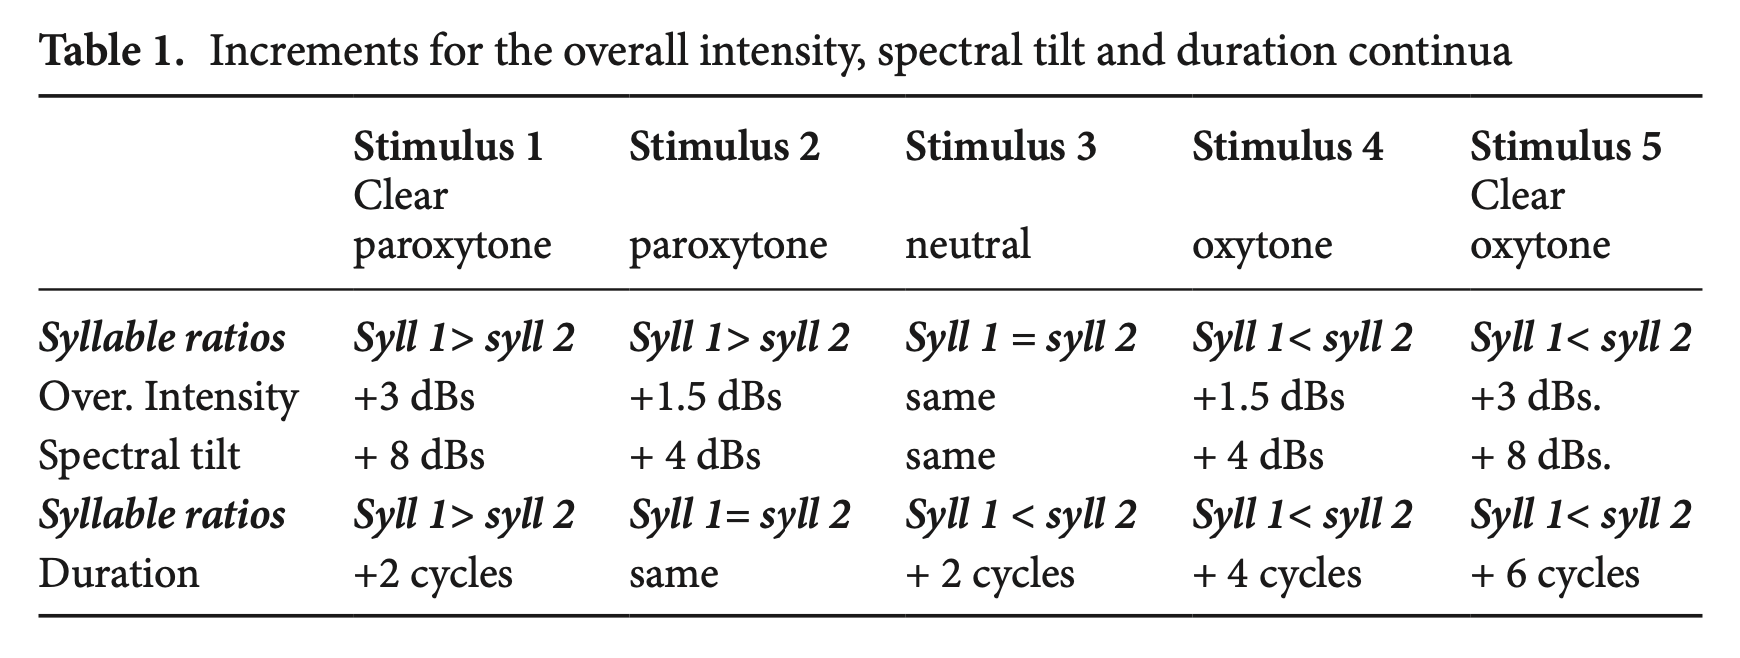 Table 1. Increments for the overall intensity, spectral tilt and duration continua
Stimulus 1 Stimulus 2 Stimulus 3 Stimulus 4 Stimulus 5
Clear Clear
paroxytone paroxytone neutral oxytone oxytone
Syllable ratios Syll 1> syll 2 Syll 1> syll 2 Syll 1 = syll 2 Syll 1< syll 2 Syll 1< syll 2
Over. Intensity +3 dBs +1.5 dBs same +1.5 dBs +3 dBs.
Spectral tilt + 8 dBs + 4 dBs same + 4 dBs + 8 dBs.
Syllable ratios Syll 1> syll 2 Syll 1= syll 2 Syll 1 < syll 2 Syll 1< syll 2 Syll 1< syll 2
Duration +2 cycles same + 2 cycles + 4 cycles + 6 cycles